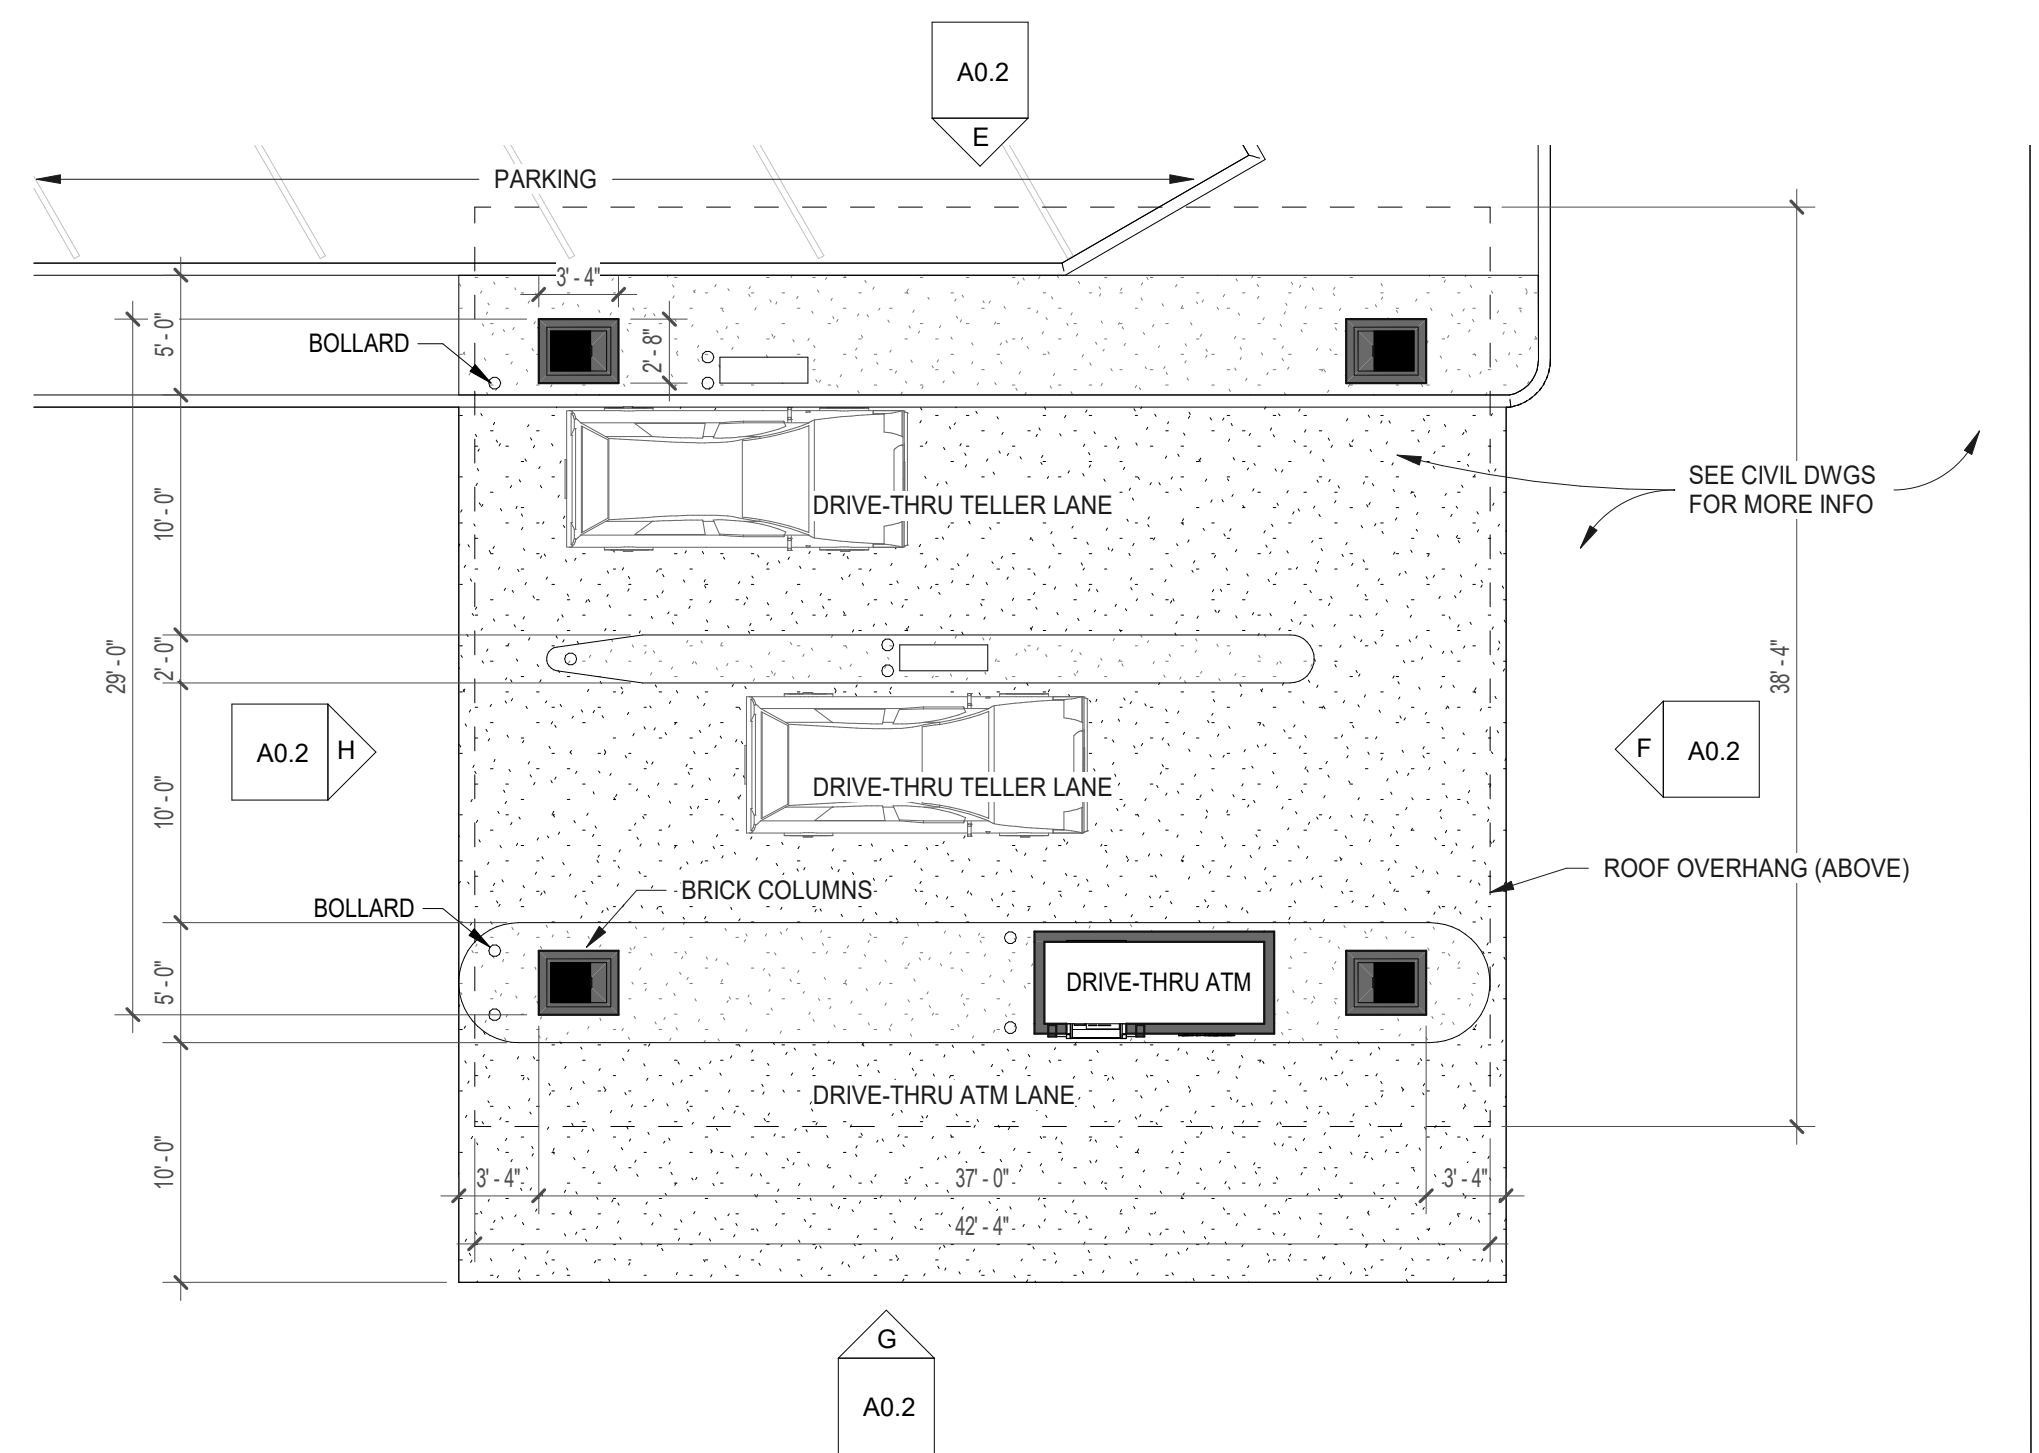 A0.2
E
PARKING
3' - 4"
5' - 0"
BOLLARD
2' - 8"
10' - 0"
DRIVE-THRU TELLER LANE
SEE CIVIL DWGS
FOR MORE INFO
29' - 0"
2' - 0"
38' - 4"
A0.2
H
F
A0.2
10' - 0"
DRIVE-THRU TELLER LANE
ROOF OVERHANG (ABOVE)
BRICK COLUMNS
BOLLARD
5' - 0"
DRIVE-THRU ATM
DRIVE-THRU ATM LANE
10' - 0"
3' - 4"
37' - 0"
3' - 4"
42' - 4"
G
A0.2